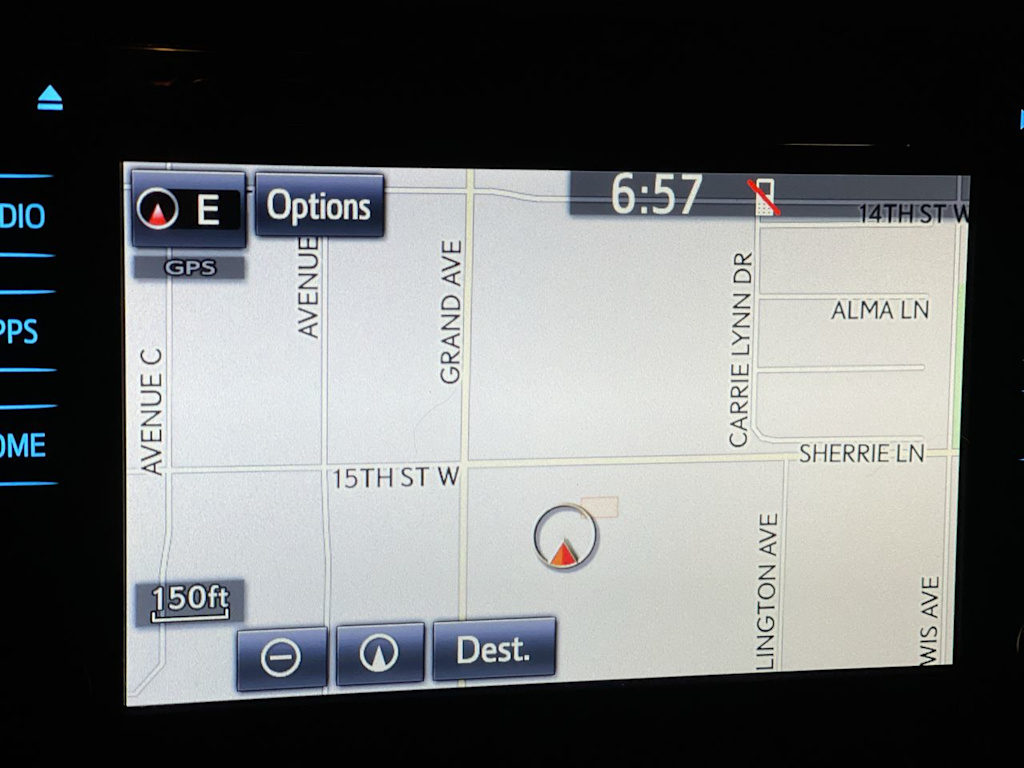 E
Options
6:57
GPS
DIO
PPS
OME
14TH ST W
AVENUE
GRAND AVE
CARRIE LYNN DR
ALMA LN
AVENUE C
15TH ST W
SHERRIE LN
LINGTON AVE
WIS AVE
150ft
Dest.